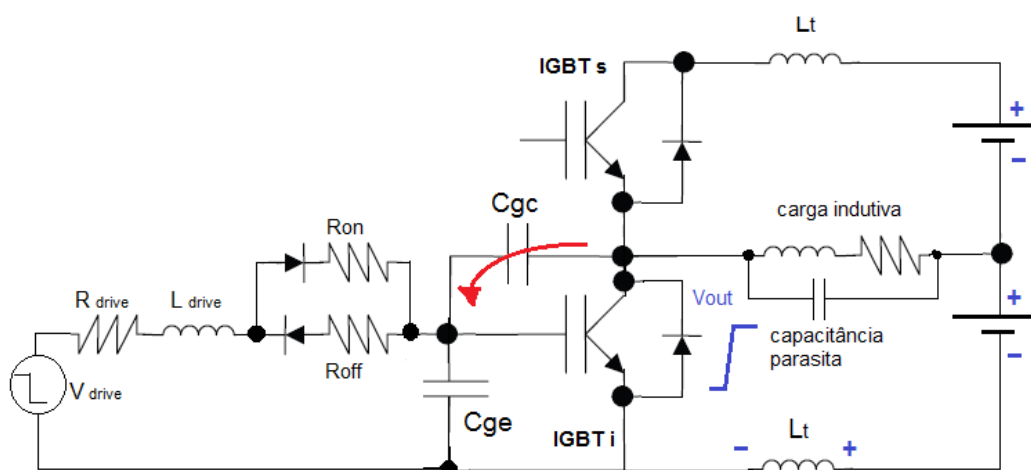 Lt
IGBT s
+
-
Cgc
carga indutiva
Ron
R drive
L drive
+
Vout
-
capacitância
parasita
Roff
V drive
Cge
IGBT i
Lt
-
+